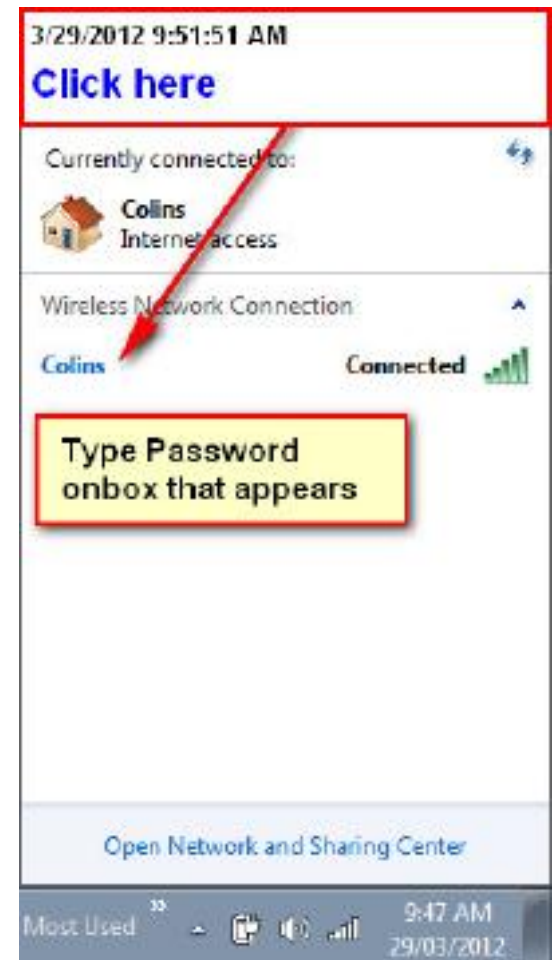 3/29/2012 9:51:51 AM
Click here
Currently connected to:
Colins
Internet access
Wireless Network Connection
Colins Connected
Type Password
onbox that appears
Open Network and Sharing Center
Most Used »
9:47 AM
29/03/2012